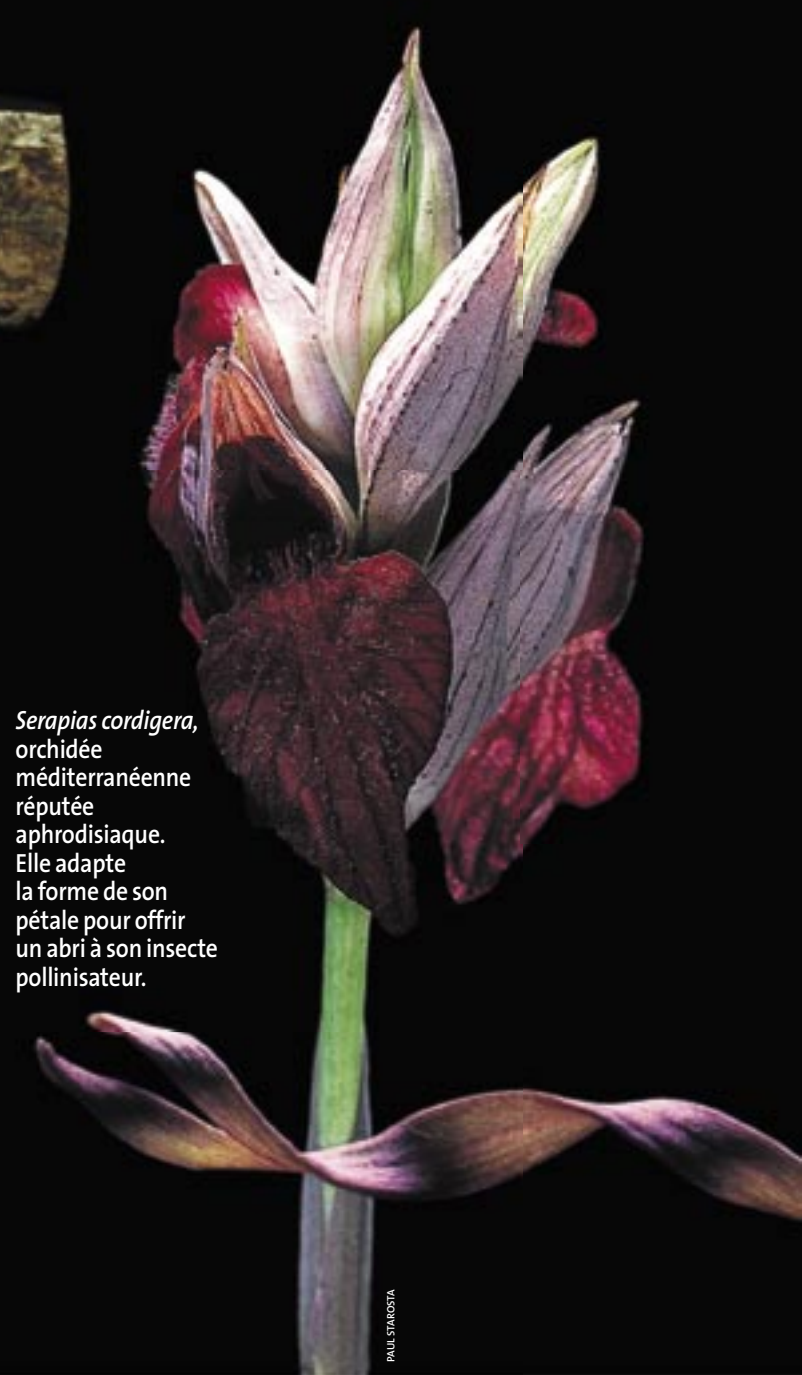 Serapias cordigera,
orchidée
méditerranéenne
réputée
aphrodisiaque.
Elle adapte
la forme de son
pétale pour offrir
un abri à son insecte
pollinisateur.
PAUL STAROSTA